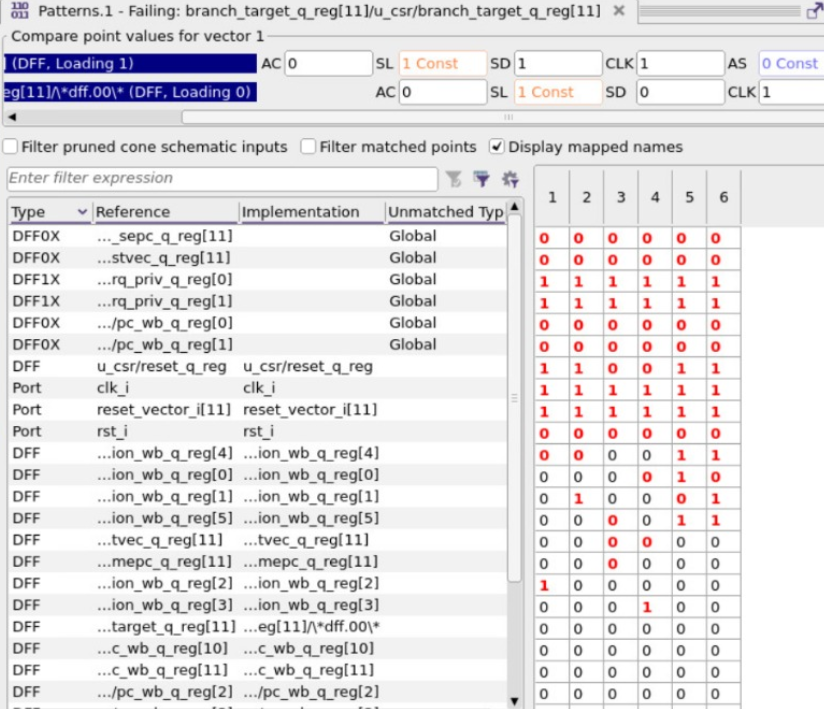 Patterns.1 - Failing: branch_target_q_reg[11]/u_csr/branch_target_q_reg[11]
Compare point values for vector 1
] (DFF, Loading 1) AC 0 SL 1 Const SD 1 CLK 1 AS 0 Const
eg[11]/\*dff.00\* (DFF, Loading 0) AC 0 SL 1 Const SD 0 CLK 1
Filter pruned cone schematic inputs Filter matched points Display mapped names
Enter filter expression
Type Reference Implementation Unmatched Typ 1 2 3 4 5 6
DFF0X ..._sepc_q_reg[11] Global 0 0 0 0 0 0
DFF0X ...stvec_q_reg[11] Global 0 0 0 0 0 0
DFF1X ...rq_priv_q_reg[0] Global 1 1 1 1 1 1
DFF1X ...rq_priv_q_reg[1] Global 1 1 1 1 1 1
DFF0X .../pc_wb_q_reg[0] Global 0 0 0 0 0 0
DFF0X .../pc_wb_q_reg[1] Global 0 0 0 0 0 0
DFF u_csr/reset_q_reg u_csr/reset_q_reg 1 1 0 0 1 1
Port clk_i clk_i 1 1 1 1 1 1
Port reset_vector_i[11] reset_vector_i[11] 1 1 1 1 1 1
Port rst_i rst_i 0 0 0 0 0 0
DFF ...ion_wb_q_reg[4] ...ion_wb_q_reg[4] 0 0 0 0 1 1
DFF ...ion_wb_q_reg[0] ...ion_wb_q_reg[0] 0 0 0 0 1 0
DFF ...ion_wb_q_reg[1] ...ion_wb_q_reg[1] 0 1 0 0 0 1
DFF ...ion_wb_q_reg[5] ...ion_wb_q_reg[5] 0 0 0 0 1 1
DFF ...tvec_q_reg[11] ...tvec_q_reg[11] 0 0 0 0 0 0
DFF ...mepc_q_reg[11] ...mepc_q_reg[11] 0 0 0 0 0 0
DFF ...ion_wb_q_reg[2] ...ion_wb_q_reg[2] 1 0 0 0 0 0
DFF ...ion_wb_q_reg[3] ...ion_wb_q_reg[3] 0 0 0 1 0 0
DFF ...target_q_reg[11] ...eg[11]/\*dff.00\* 0 0 0 0 0 0
DFF ...c_wb_q_reg[10] ...c_wb_q_reg[10] 0 0 0 0 0 0
DFF ...c_wb_q_reg[11] ...c_wb_q_reg[11] 0 0 0 0 0 0
DFF .../pc_wb_q_reg[2] .../pc_wb_q_reg[2] 0 0 0 0 0 0